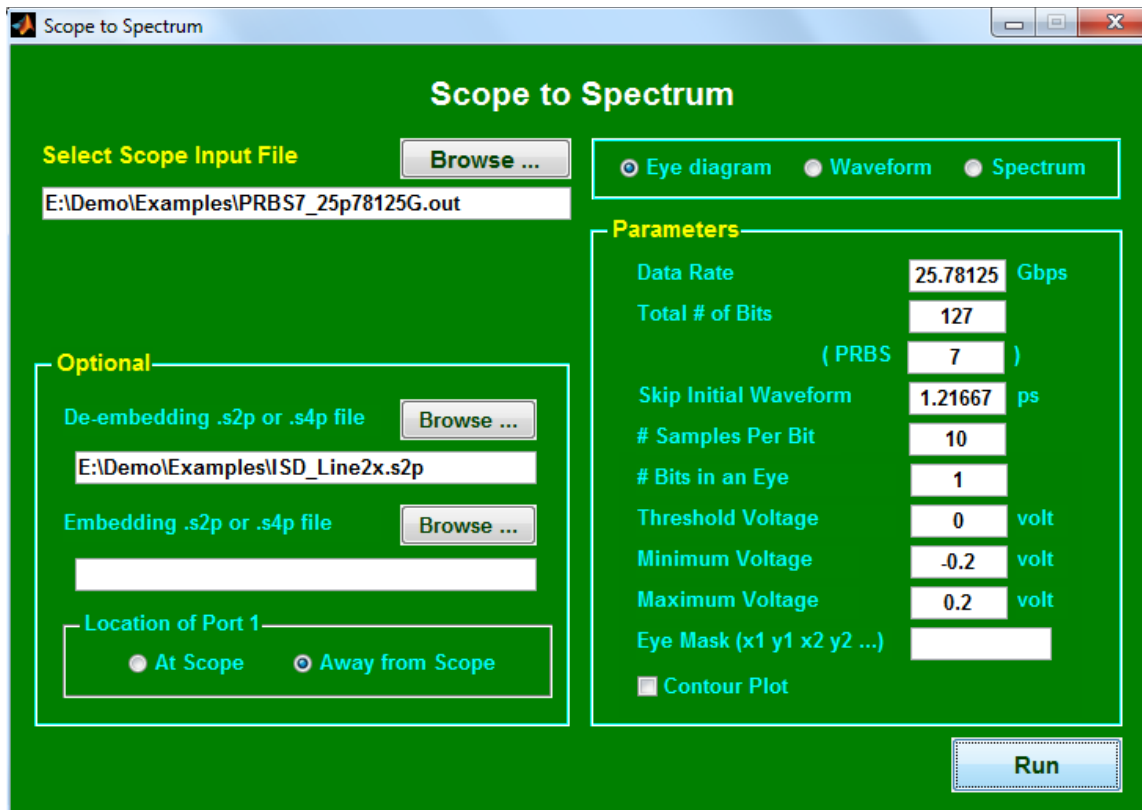 Scope to Spectrum
Scope to Spectrum
Select Scope Input File
Browse ...
E:\Demo\Examples\PRBS7_25p78125G.out
Eye diagram
Waveform
Spectrum
Optional
De-embedding .s2p or .s4p file
Browse ...
E:\Demo\Examples\ISD_Line2x.s2p
Embedding .s2p or .s4p file
Browse ...
Location of Port 1
At Scope
Away from Scope
Parameters
Data Rate 25.78125 Gbps
Total # of Bits 127
( PRBS 7 )
Skip Initial Waveform 1.21667 ps
# Samples Per Bit 10
# Bits in an Eye 1
Threshold Voltage 0 volt
Minimum Voltage -0.2 volt
Maximum Voltage 0.2 volt
Eye Mask (x1 y1 x2 y2 ...)
Contour Plot
Run